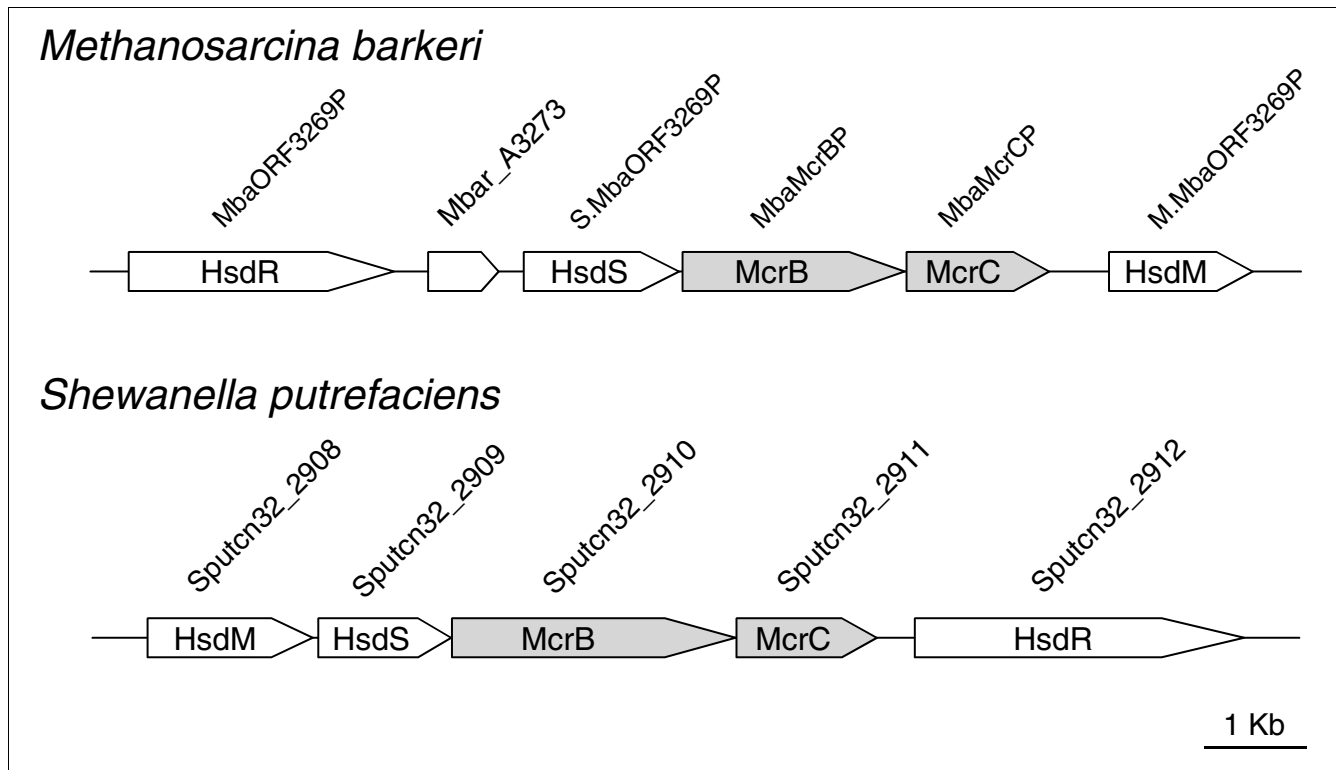 Methanosarcina barkeri
MbaORF3269P
Mbar_A3273
S.MbaORF3269P
MbaMcrBP
MbaMcrCP
M.MbaORF3269P
HsdR
HsdS
McrB
McrC
HsdM
Shewanella putrefaciens
Sputcn32_2908
Sputcn32_2909
Sputcn32_2910
Sputcn32_2911
Sputcn32_2912
HsdM
HsdS
McrB
McrC
HsdR
1 Kb